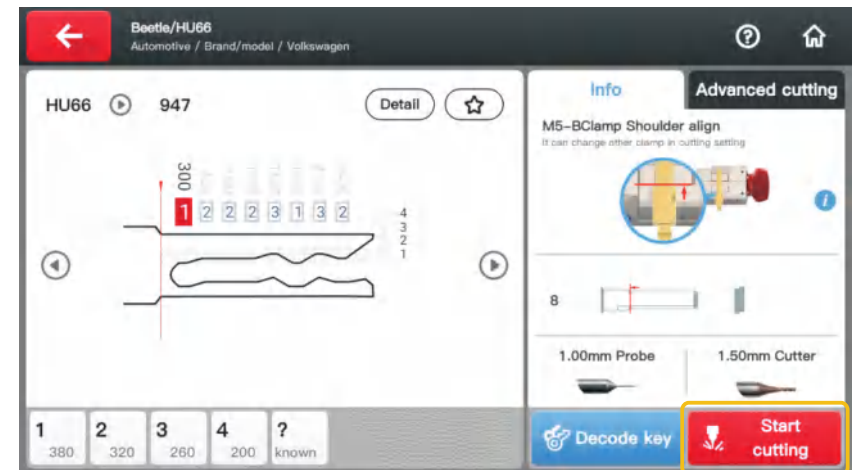 Beetle/HU66
Automotive / Brand/model / Volkswagen
HU66 947 Detail
300
1 2 2 2 2 3 1 3 2
4
3
2
1
1 380
2 320
3 260
4 200
? known
Info Advanced cutting
M5-BClamp Shoulder align
It can change other clamp in cutting setting
i
8
1.00mm Probe 1.50mm Cutter
Decode key
Start
cutting